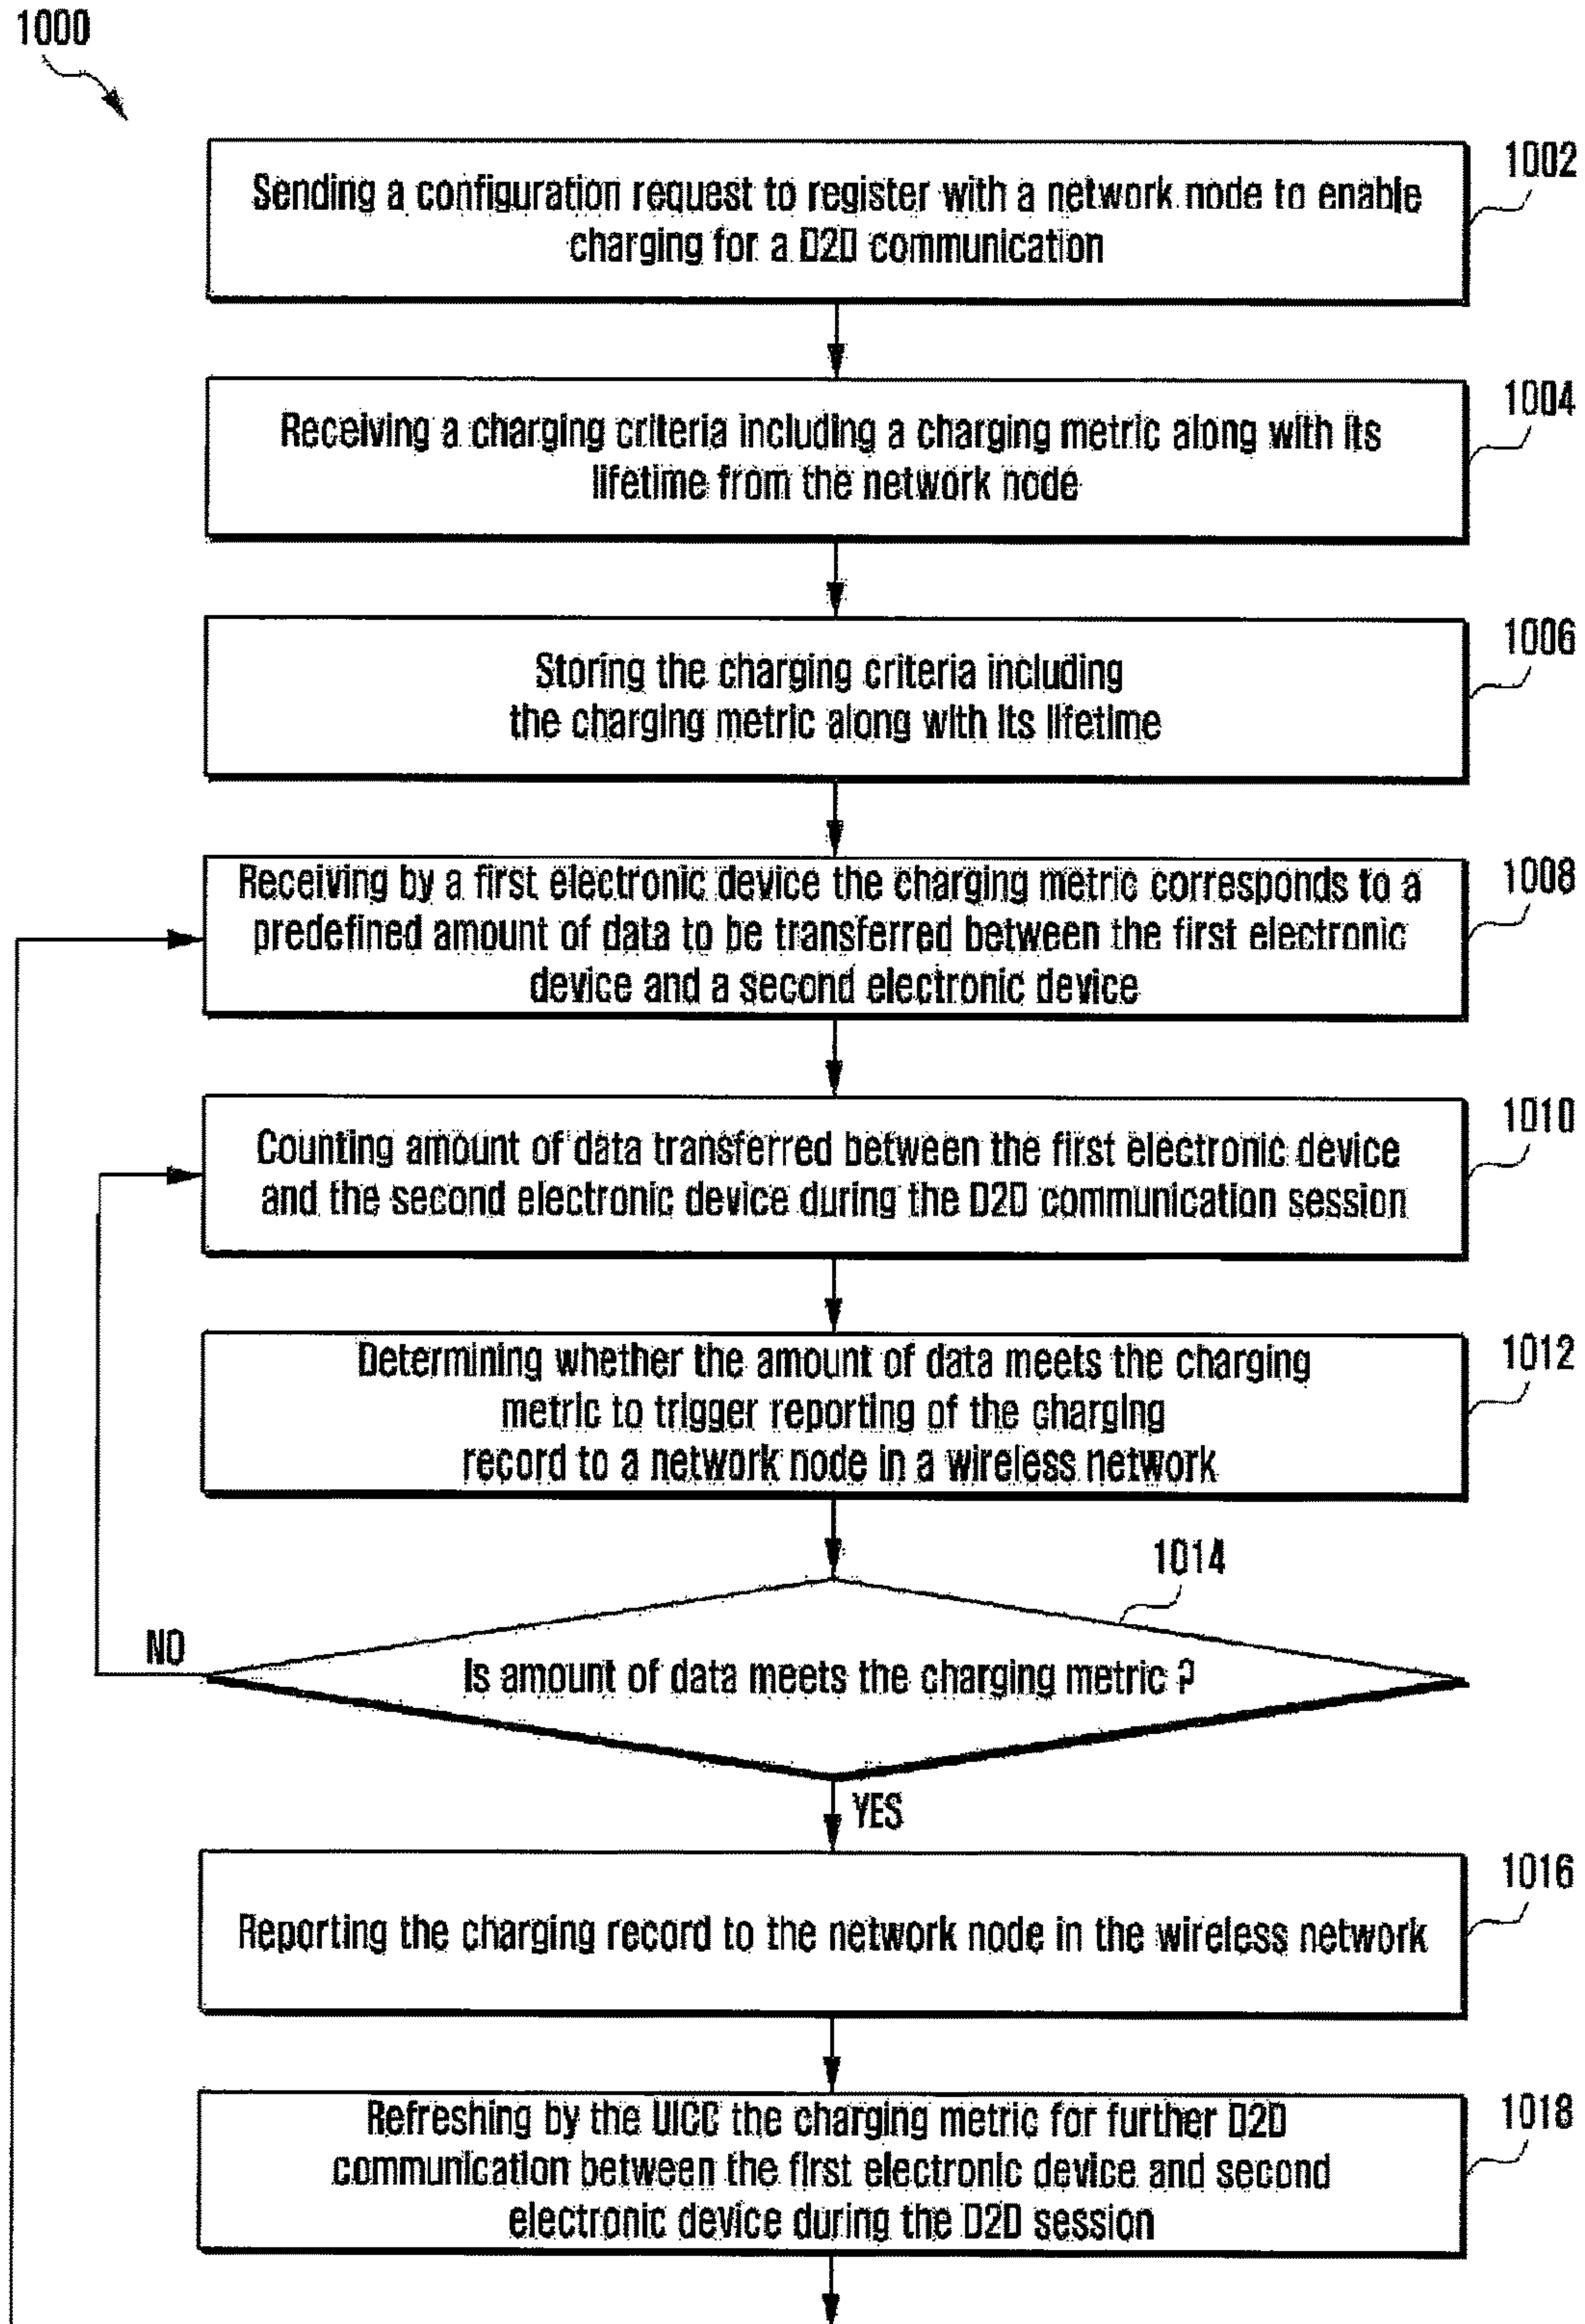 1000
1002
Sending a configuration request to register with a network node to enable
charging for a D2D communication
1004
Receiving a charging criteria including a charging metric along with its
lifetime from the network node
1006
Storing the charging criteria including
the charging metric along with its lifetime
1008
Receiving by a first electronic device the charging metric corresponds to a
predefined amount of data to be transferred between the first electronic
device and a second electronic device
1010
Counting amount of data transferred between the first electronic device
and the second electronic device during the D2D communication session
1012
Determining whether the amount of data meets the charging
metric to trigger reporting of the charging
record to a network node in a wireless network
1014
NO
Is amount of data meets the charging metric ?
YES
1016
Reporting the charging record to the network node in the wireless network
1018
Refreshing by the UICC the charging metric for further D2D
communication between the first electronic device and second
electronic device during the D2D session